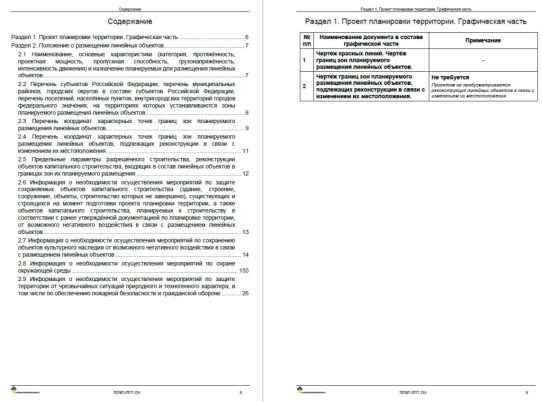 Содержание
Содержание
Раздел 1. Проект планировки территории. Графическая часть 6
Раздел 2. Положение о размещении линейных объектов 7
2.1 Наименование, основные характеристики (категория, протяжённость,
проектная мощность, пропускная способность, грузонапряжённость,
интенсивность движения) и назначение планируемых для размещения линейных
объектов 7
2.2 Перечень субъектов Российской Федерации, перечень муниципальных
районов, городских округов в составе субъектов Российской Федерации,
перечень поселений, населённых пунктов, внутригородских территорий городов
федерального значения, на территориях которых устанавливаются зоны
планируемого размещения линейных объектов 8
2.3 Перечень координат характерных точек границ зон планируемого
размещения линейных объектов 9
2.4 Перечень координат характерных точек границ зон планируемого
размещения линейных объектов, подлежащих реконструкции в связи с
изменением их местоположения 11
2.5 Предельные параметры разрешённого строительства, реконструкции
объектов капитального строительства, входящих в состав линейных объектов в
границах зон их планируемого размещения 12
2.6 Информация о необходимости осуществления мероприятий по защите
сохраняемых объектов капитального строительства (здание, строение,
сооружение, объекты, строительство которых не завершено), существующих и
строящихся на момент подготовки проекта планировки территории, а также
объектов капитального строительства, планируемых к строительству в
соответствии с ранее утверждённой документацией по планировке территории,
от возможного негативного воздействия в связи с размещением линейных
объектов 13
2.7 Информация о необходимости осуществления мероприятий по сохранению
объектов культурного наследия от возможного негативного воздействия в связи
с размещением линейных объектов 14
2.8 Информация о необходимости осуществления мероприятий по охране
окружающей среды 155
2.9 Информация о необходимости осуществления мероприятий по защите
территории от чрезвычайных ситуаций природного и техногенного характера, в
том числе по обеспечению пожарной безопасности и гражданской обороне 26
5
Раздел 1. Проект планировки территории. Графическая часть
Раздел 1. Проект планировки территории. Графическая часть
№ п/п Наименование документа в составе графической части Примечание
1 Чертёж красных линий. Чертеж
границ зон планируемого
размещения линейных объектов. –
2 Чертёж границ зон планируемого
размещения линейных объектов,
подлежащих реконструкции в связи с
изменением их местоположения.
Не требуется
Проектом не предусматривается
реконструкция линейных объектов в связи с
изменением их местоположения
6